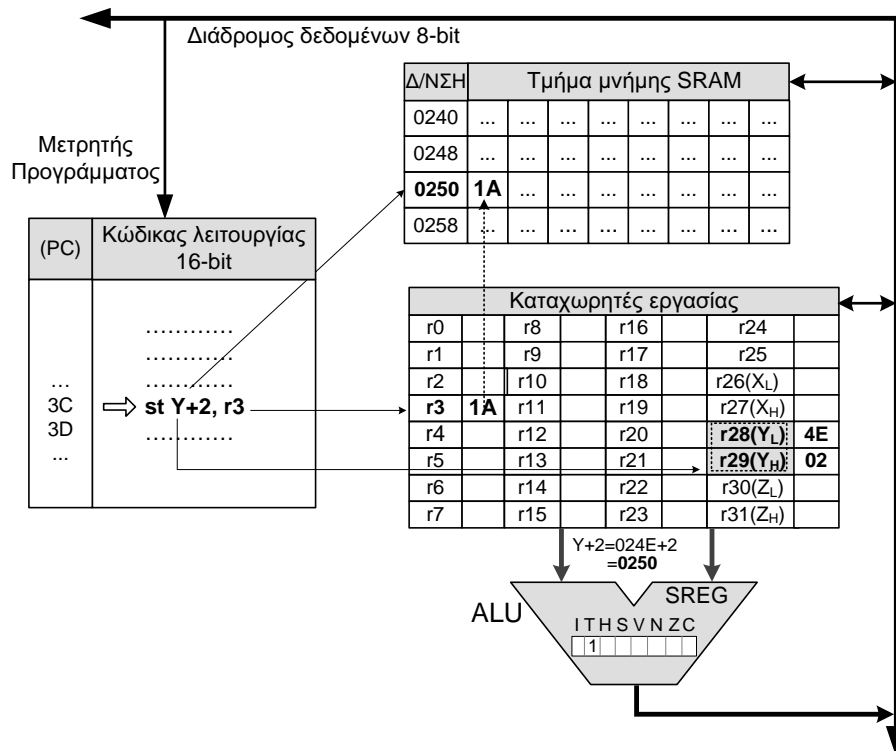 Διάδρομος δεδομένων 8-bit
Δ/ΝΣΗ Τμήμα μνήμης SRAM
0240 ... ... ... ... ... ... ...
0248 ... ... ... ... ... ... ...
0250 1A ... ... ... ... ... ...
0258 ... ... ... ... ... ... ...
Μετρητής
Προγράμματος
(PC) Κώδικας λειτουργίας
16-bit
…………
…………
... …………
3C st Y+2, r3
3D …………
...
Καταχωρητές εργασίας
r0 r8 r16 r24
r1 r9 r17 r25
r2 r10 r18 r26(XL)
r3 1A r11 r19 r27(XH)
r4 r12 r20 r28(YL) 4E
r5 r13 r21 r29(YH) 02
r6 r14 r22 r30(ZL)
r7 r15 r23 r31(ZH)
Y+2=024E+2
=0250
ALU SREG
I T H S V N Z C
1